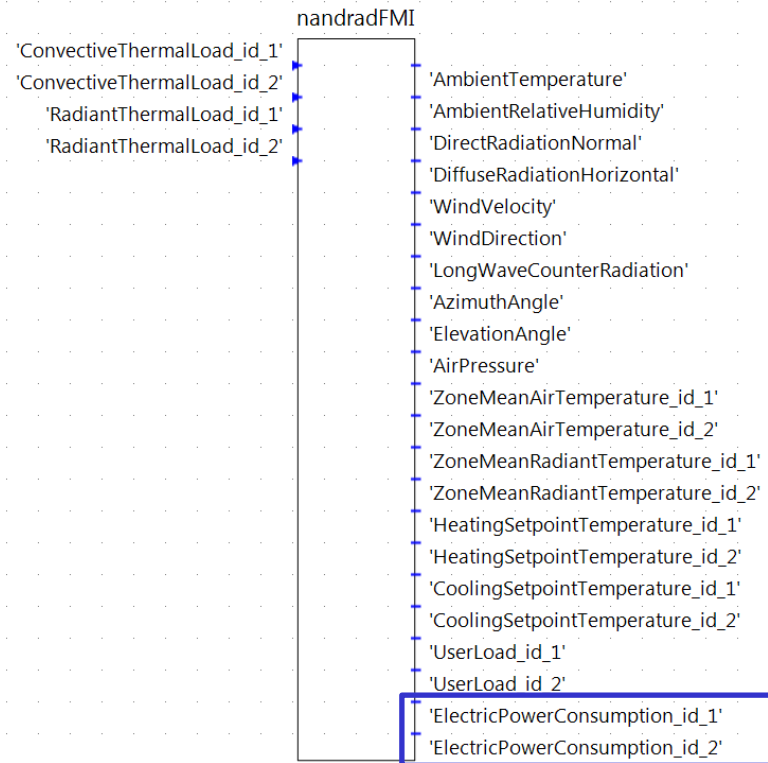 nandradFMI
'ConvectiveThermalLoad_id_1'
'ConvectiveThermalLoad_id_2'
'RadiantThermalLoad_id_1'
'RadiantThermalLoad_id_2'
'AmbientTemperature'
'AmbientRelativeHumidity'
'DirectRadiationNormal'
'DiffuseRadiationHorizontal'
'WindVelocity'
'WindDirection'
'LongWaveCounterRadiation'
'AzimuthAngle'
'ElevationAngle'
'AirPressure'
'ZoneMeanAirTemperature_id_1'
'ZoneMeanAirTemperature_id_2'
'ZoneMeanRadiantTemperature_id_1'
'ZoneMeanRadiantTemperature_id_2'
'HeatingSetpointTemperature_id_1'
'HeatingSetpointTemperature_id_2'
'CoolingSetpointTemperature_id_1'
'CoolingSetpointTemperature_id_2'
'UserLoad_id_1'
'UserLoad_id_2'
'ElectricPowerConsumption_id_1'
'ElectricPowerConsumption_id_2'